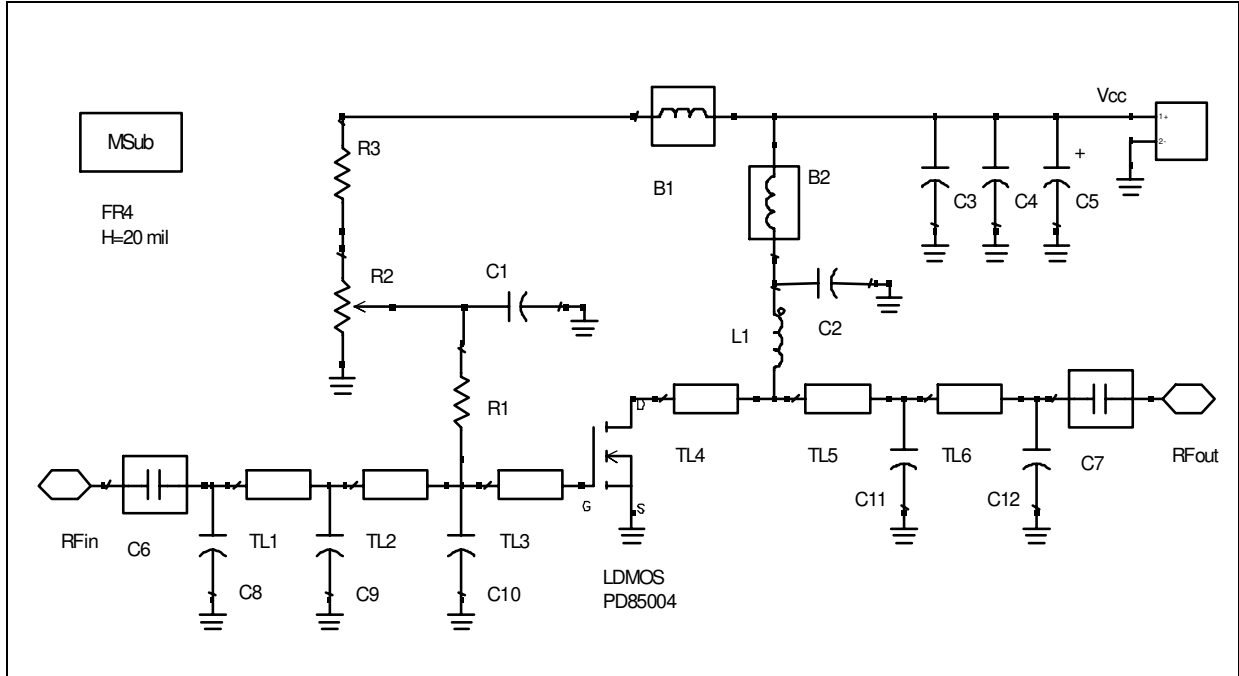 Vcc
1+
2-
MSub
R3
B1
B2
+
C3
C4
C5
FR4
H=20 mil
R2
C1
C2
L1
R1
D
TL4
TL5
TL6
C7
RFout
G
S
C11
C12
RFin
C6
TL1
TL2
TL3
C8
C9
C10
LDMOS
PD85004